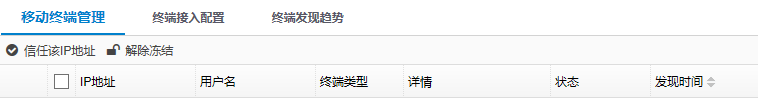 移动终端管理 终端接入配置 终端发现趋势
信任该IP地址 解除冻结
IP地址 用户名 终端类型 详情 状态 发现时间